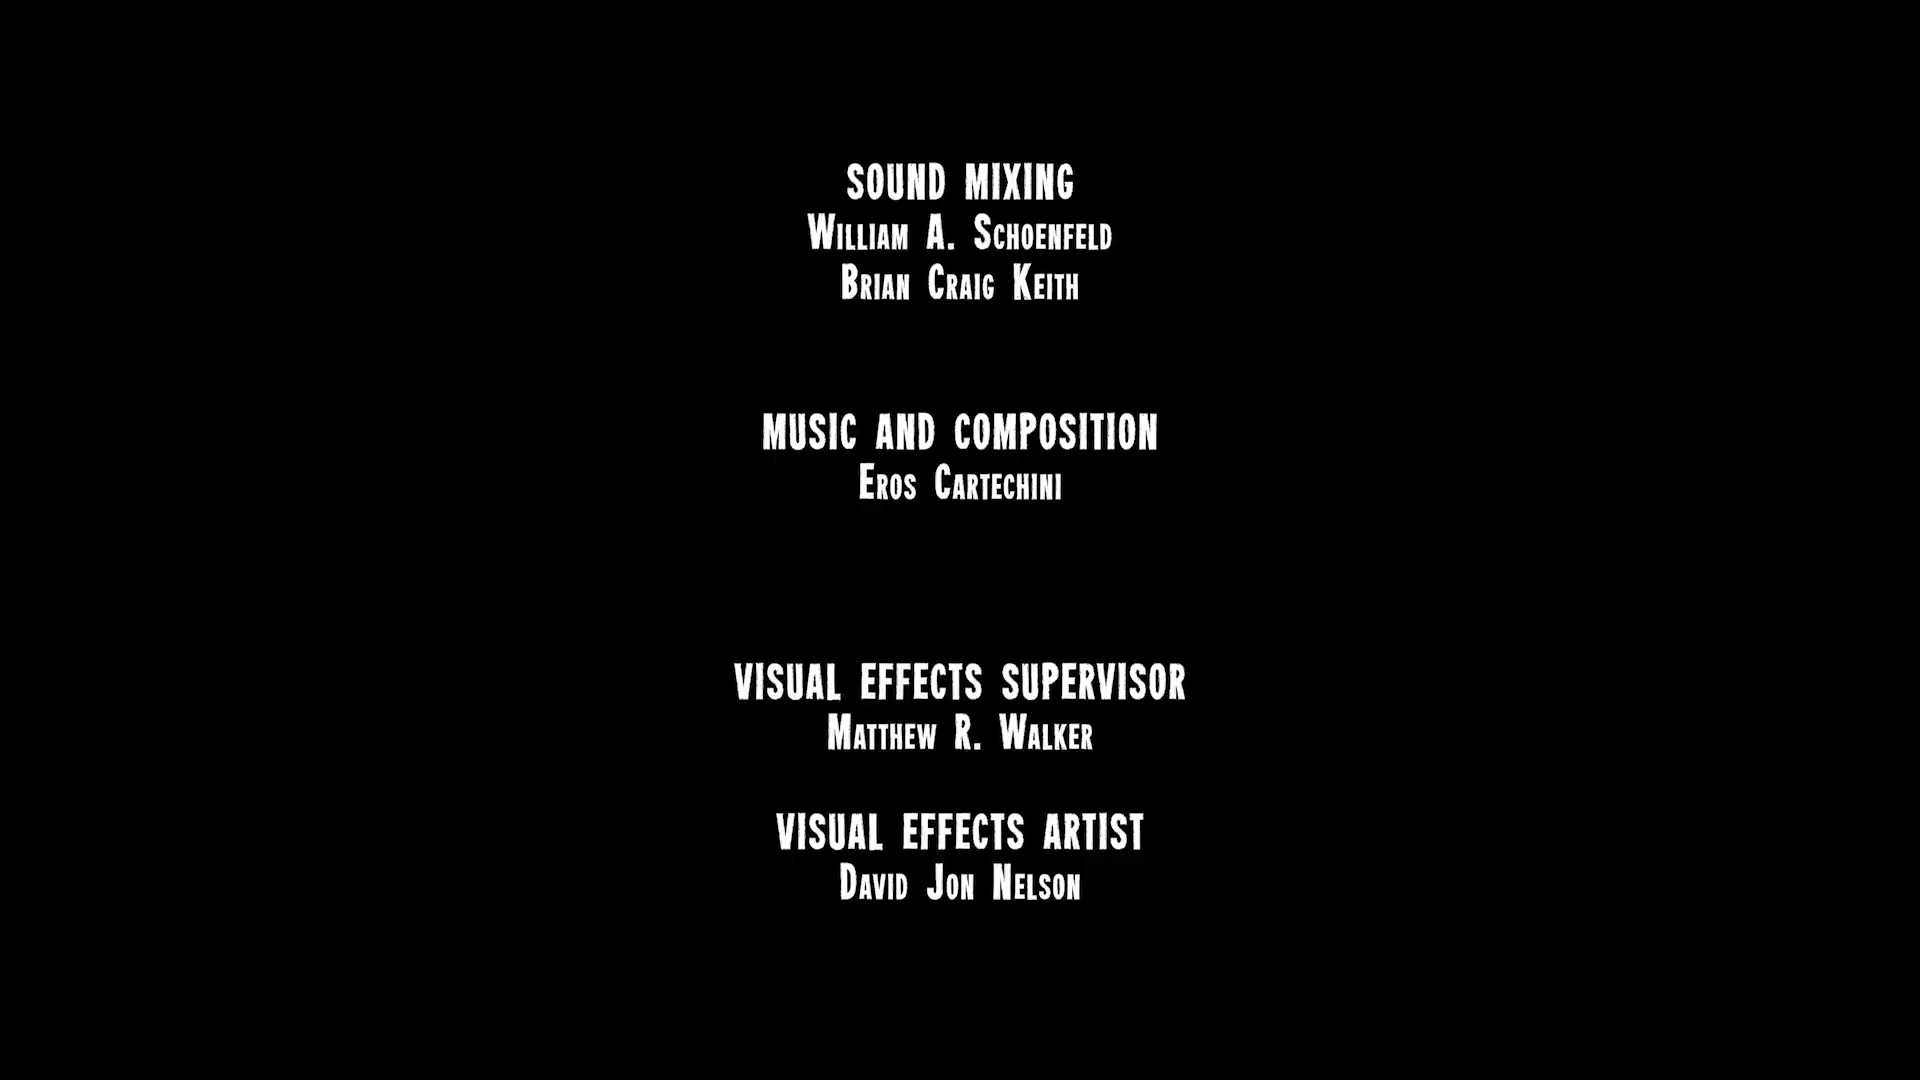 SOUND MIXING
William A. Schoenfeld
Brian Craig Keith
MUSIC AND COMPOSITION
Eros Cartechini
VISUAL EFFECTS SUPERVISOR
Matthew R. Walker
VISUAL EFFECTS ARTIST
David Jon Nelson